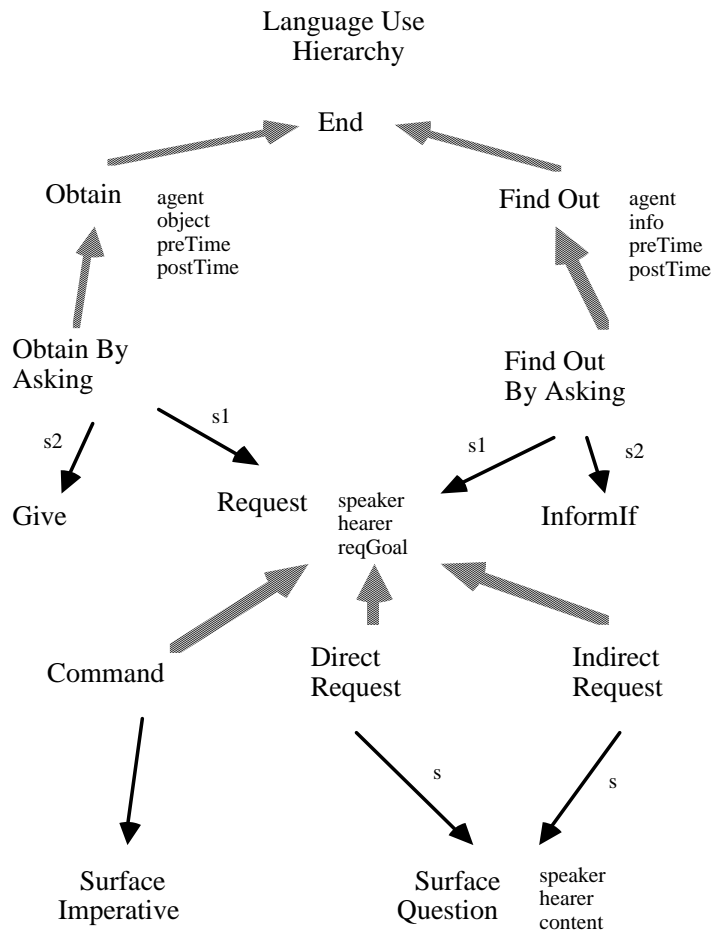 Language Use
Hierarchy
End
Obtain
agent
object
preTime
postTime
Find Out
agent
info
preTime
postTime
Obtain By
Asking
Find Out
By Asking
s2
s1
s1
s2
Give
Request
speaker
hearer
reqGoal
InformIf
Command
Direct
Request
Indirect
Request
s
s
Surface
Imperative
Surface
Question
speaker
hearer
content